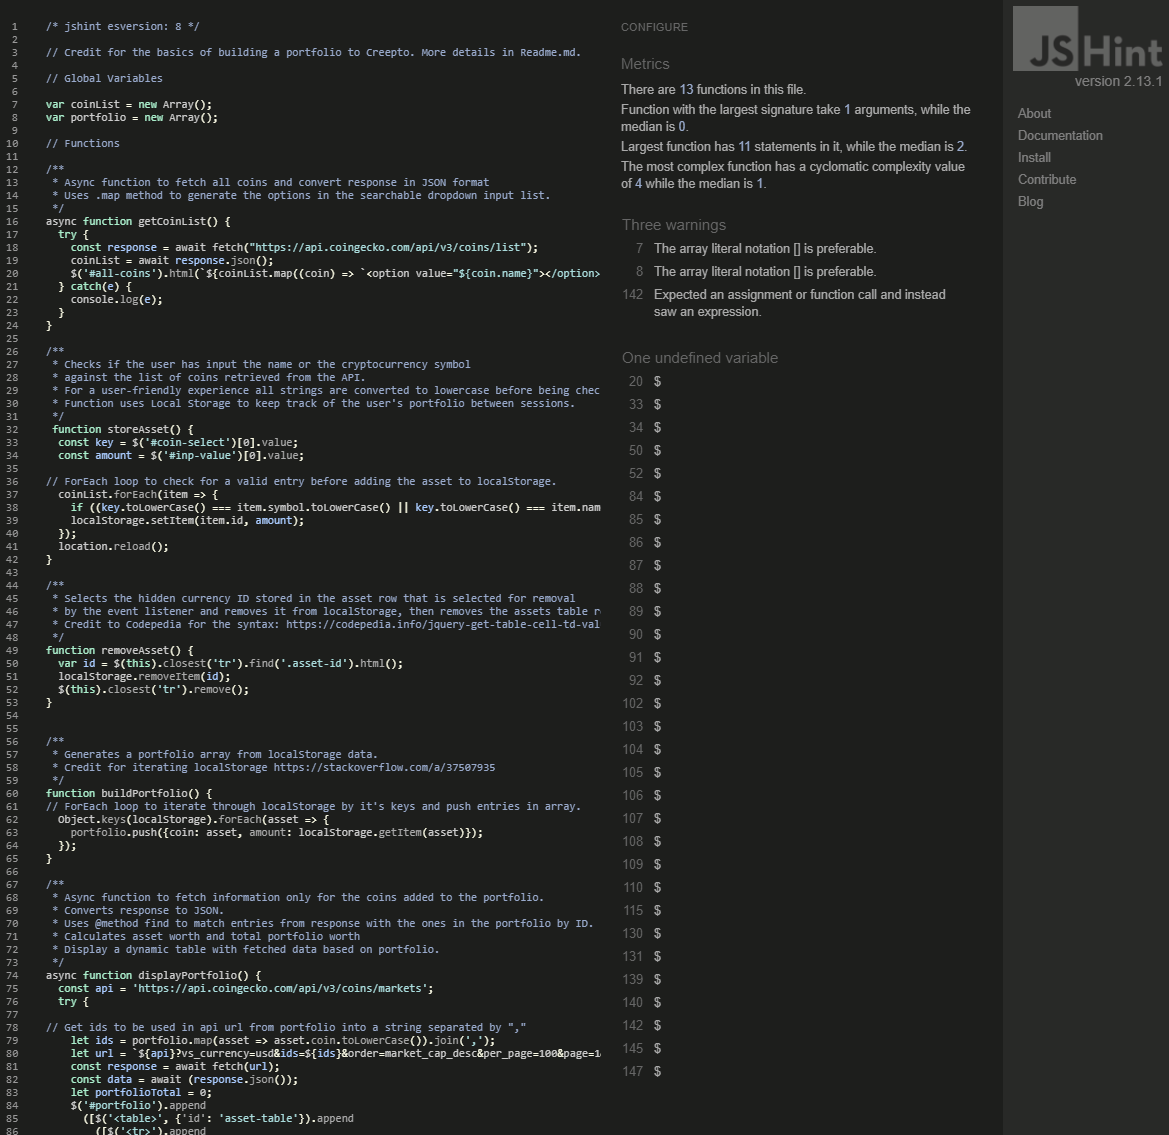 1 /* jshint esversion: 8 */
2
3 // Credit for the basics of building a portfolio to Creepto. More details in Readme.md.
4
5 // Global Variables
6
7 var coinList = new Array();
8 var portfolio = new Array();
9
10 // Functions
11
12 /**
13 * Async function to fetch all coins and convert response in JSON format
14 * Uses .map method to generate the options in the searchable dropdown input list.
15 */
16 async function getCoinList() {
17 try {
18 const response = await fetch("https://api.coingecko.com/api/v3/coins/list");
19 coinList = await response.json();
20 $('#all-coins').html(`${coinList.map((coin) => `<option value="${coin.name}"></option>
21 } catch(e) {
22 console.log(e);
23 }
24 }
25
26 /**
27 * Checks if the user has input the name or the cryptocurrency symbol
28 * against the list of coins retrieved from the API.
29 * For a user-friendly experience all strings are converted to lowercase before being chec
30 * Function uses Local Storage to keep track of the user's portfolio between sessions.
31 */
32 function storeAsset() {
33 const key = $('#coin-select')[0].value;
34 const amount = $('#inp-value')[0].value;
35
36 // ForEach loop to check for a valid entry before adding the asset to localStorage.
37 coinList.forEach(item => {
38 if ((key.toLowerCase() === item.symbol.toLowerCase() || key.toLowerCase() === item.nam
39 localStorage.setItem(item.id, amount);
40 });
41 location.reload();
42 }
43
44 /**
45 * Selects the hidden currency ID stored in the asset row that is selected for removal
46 * by the event listener and removes it from localStorage, then removes the assets table r
47 * Credit to Codepedia for the syntax: https://codepedia.info/jquery-get-table-cell-td-val
48 */
49 function removeAsset() {
50 var id = $(this).closest('tr').find('.asset-id').html();
51 localStorage.removeItem(id);
52 $(this).closest('tr').remove();
53 }
54
55
56 /**
57 * Generates a portfolio array from localStorage data.
58 * Credit for iterating localStorage https://stackoverflow.com/a/37507935
59 */
60 function buildPortfolio() {
61 // ForEach loop to iterate through localStorage by it's keys and push entries in array.
62 Object.keys(localStorage).forEach(asset => {
63 portfolio.push({coin: asset, amount: localStorage.getItem(asset)});
64 });
65 }
66
67 /**
68 * Async function to fetch information only for the coins added to the portfolio.
69 * Converts response to JSON.
70 * Uses @method find to match entries from response with the ones in the portfolio by ID.
71 * Calculates asset worth and total portfolio worth
72 * Display a dynamic table with fetched data based on portfolio.
73 */
74 async function displayPortfolio() {
75 const api = 'https://api.coingecko.com/api/v3/coins/markets';
76 try {
77
78 // Get ids to be used in api url from portfolio into a string separated by ","
79 let ids = portfolio.map(asset => asset.coin.toLowerCase()).join(',');
80 let url = `${api}?vs_currency=usd&ids=${ids}&order=market_cap_desc&per_page=100&page=1
81 const response = await fetch(url);
82 const data = await (response.json());
83 let portfolioTotal = 0;
84 $('#portfolio').append
85 ([$('<table>', {'id': 'asset-table'}).append
86 ([$('<tr>').append
CONFIGURE
Metrics
There are 13 functions in this file.
Function with the largest signature take 1 arguments, while the
median is 0.
Largest function has 11 statements in it, while the median is 2.
The most complex function has a cyclomatic complexity value
of 4 while the median is 1.
Three warnings
7 The array literal notation [] is preferable.
8 The array literal notation [] is preferable.
142 Expected an assignment or function call and instead
saw an expression.
One undefined variable
20 $
33 $
34 $
50 $
52 $
84 $
85 $
86 $
87 $
88 $
89 $
90 $
91 $
92 $
102 $
103 $
104 $
105 $
106 $
107 $
108 $
109 $
110 $
115 $
130 $
131 $
139 $
140 $
142 $
145 $
147 $
JSHint
version 2.13.1
About
Documentation
Install
Contribute
Blog